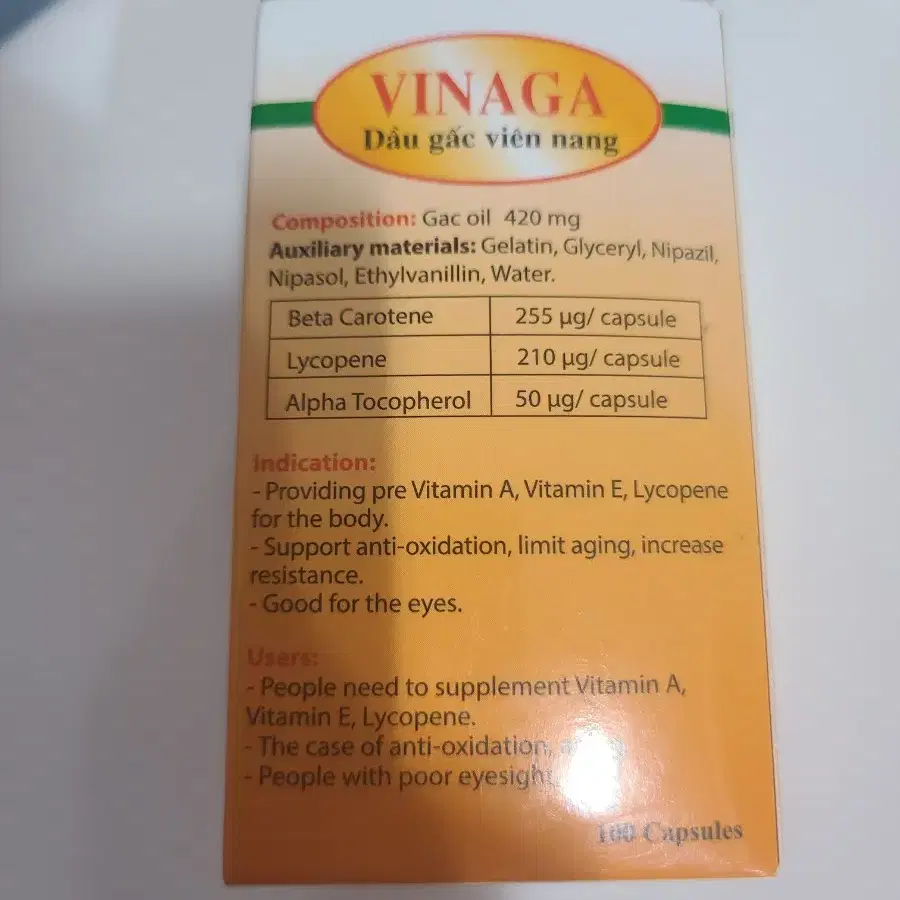 VINAGA
Dầu gấc viên nang
Composition: Gac oil 420 mg
Auxiliary materials: Gelatin, Glyceryl, Nipazil,
Nipasol, Ethylvanillin, Water.
Beta Carotene 255 µg/ capsule
Lycopene 210 µg/ capsule
Alpha Tocopherol 50 µg/ capsule
Indication:
- Providing pre Vitamin A, Vitamin E, Lycopene
for the body.
- Support anti-oxidation, limit aging, increase
resistance.
- Good for the eyes.
Users:
- People need to supplement Vitamin A,
Vitamin E, Lycopene.
- The case of anti-oxidation,
- People with poor eyesight
100 Capsules